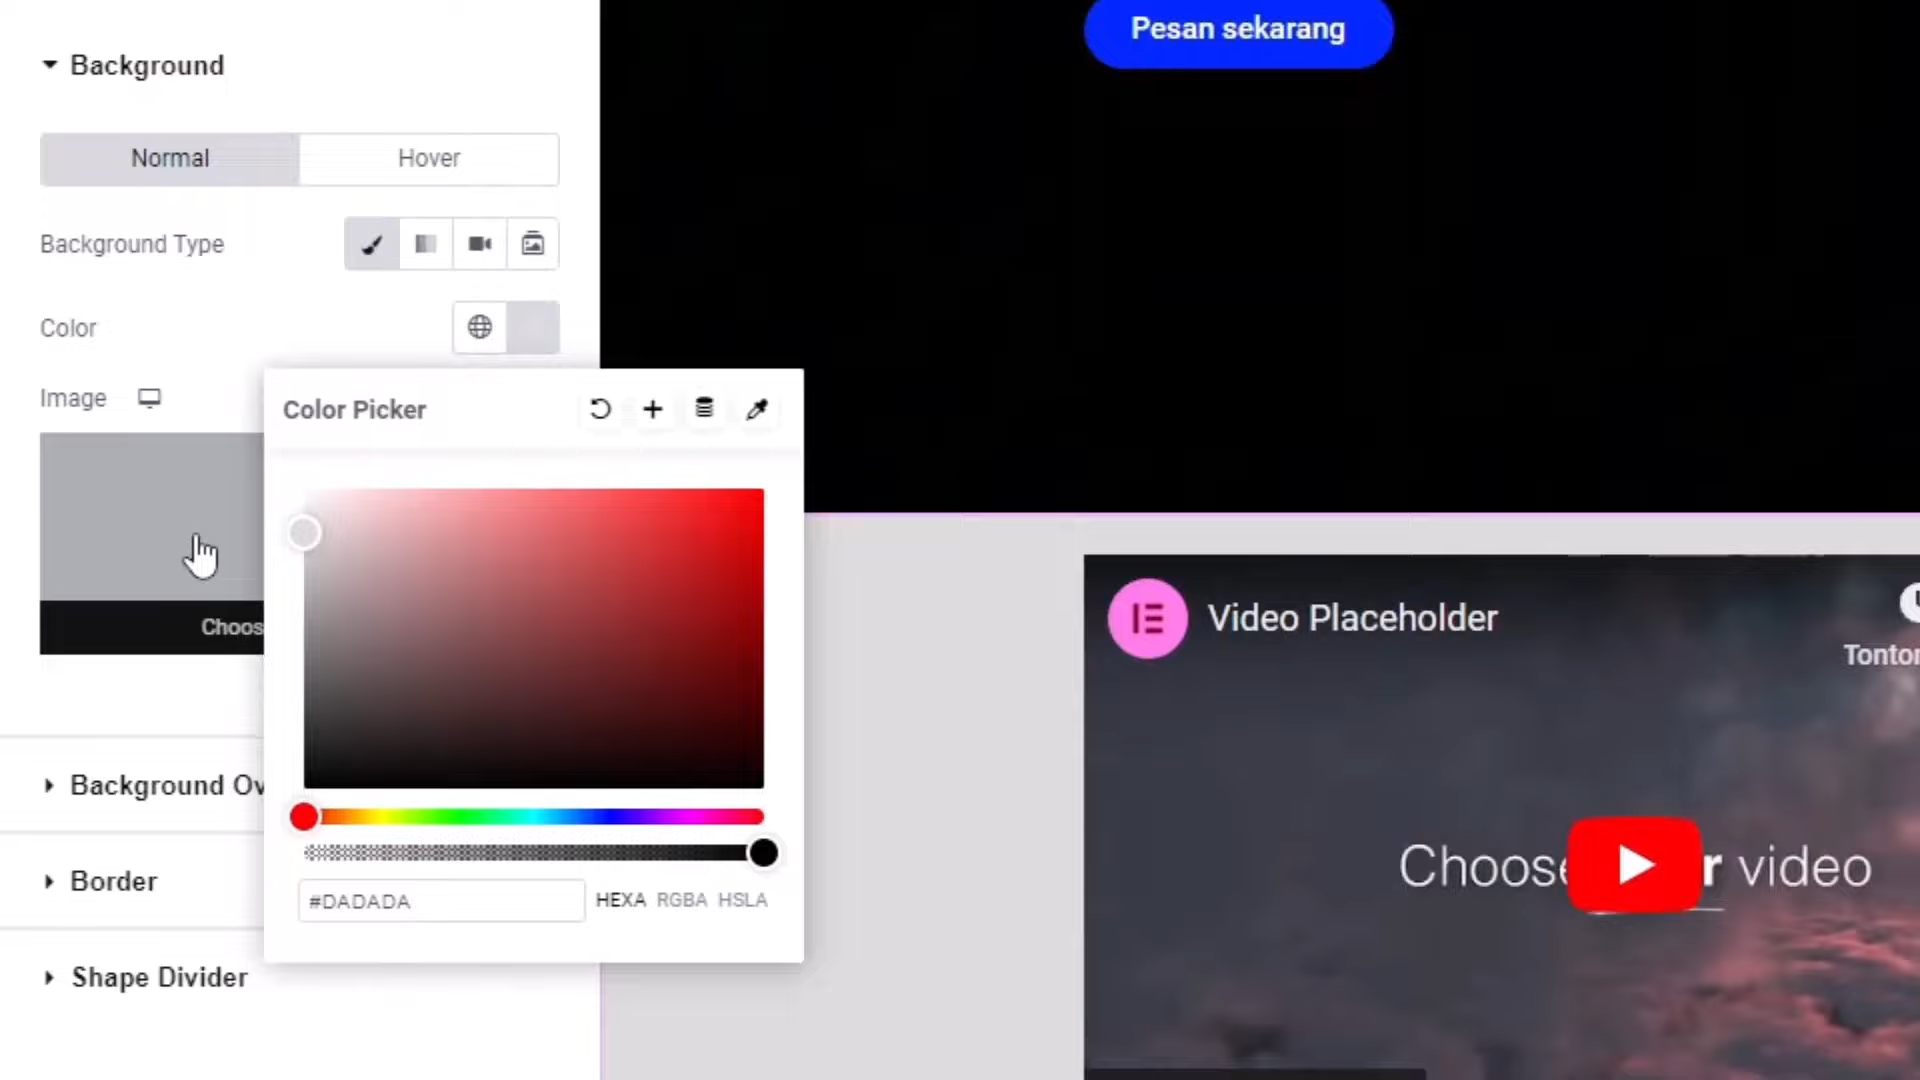 Background
Normal
Hover
Background Type
Color
Image
Choos
Background Ov
Border
Shape Divider
Color Picker
#DADADA
HEXA RGBA HSLA
Pesan sekarang
Video Placeholder
Tonton
Choose
r video